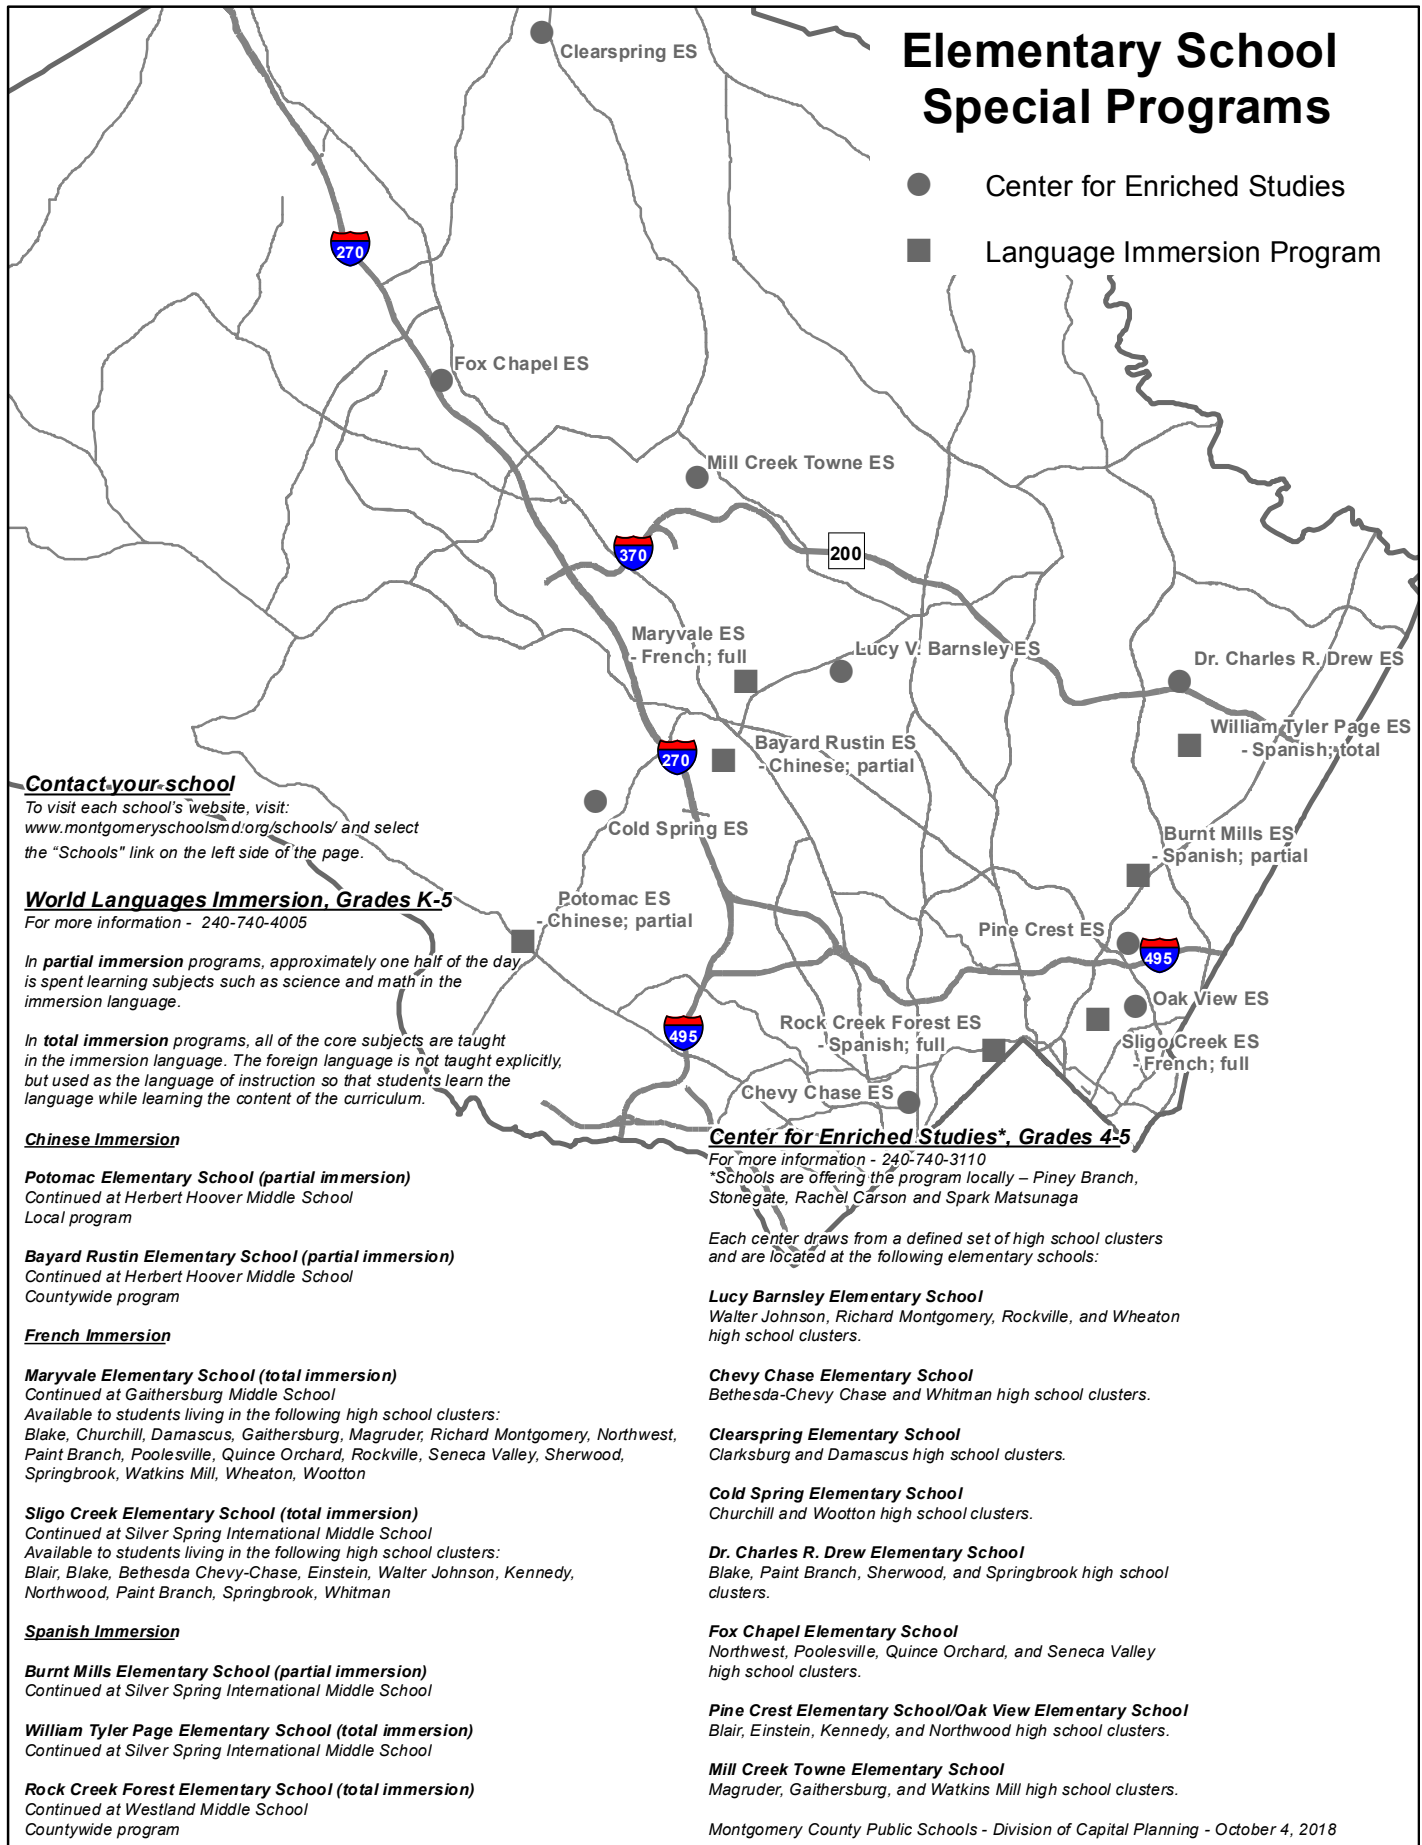 Elementary School
Special Programs
Center for Enriched Studies
Language Immersion Program
Clearspring ES
270
Fox Chapel ES
Mill Creek Towne ES
370
200
Maryvale ES
- French; full
Lucy V. Barnsley ES
Dr. Charles R. Drew ES
William Tyler Page ES
- Spanish; total
Bayard Rustin ES
- Chinese; partial
270
Cold Spring ES
Burnt Mills ES
- Spanish; partial
Potomac ES
- Chinese; partial
Pine Crest ES
495
Oak View ES
Rock Creek Forest ES
- Spanish; full
495
Sligo Creek ES
- French; full
Chevy Chase ES
Contact your school
To visit each school's website, visit:
www.montgomeryschoolsmd.org/schools/ and select
the “Schools" link on the left side of the page.
World Languages Immersion, Grades K-5
For more information - 240-740-4005
In partial immersion programs, approximately one half of the day
is spent learning subjects such as science and math in the
immersion language.
In total immersion programs, all of the core subjects are taught
in the immersion language. The foreign language is not taught explicitly,
but used as the language of instruction so that students learn the
language while learning the content of the curriculum.
Chinese Immersion
Potomac Elementary School (partial immersion)
Continued at Herbert Hoover Middle School
Local program
Bayard Rustin Elementary School (partial immersion)
Continued at Herbert Hoover Middle School
Countywide program
French Immersion
Maryvale Elementary School (total immersion)
Continued at Gaithersburg Middle School
Available to students living in the following high school clusters:
Blake, Churchill, Damascus, Gaithersburg, Magruder, Richard Montgomery, Northwest,
Paint Branch, Poolesville, Quince Orchard, Rockville, Seneca Valley, Sherwood,
Springbrook, Watkins Mill, Wheaton, Wootton
Sligo Creek Elementary School (total immersion)
Continued at Silver Spring International Middle School
Available to students living in the following high school clusters:
Blair, Blake, Bethesda Chevy-Chase, Einstein, Walter Johnson, Kennedy,
Northwood, Paint Branch, Springbrook, Whitman
Spanish Immersion
Burnt Mills Elementary School (partial immersion)
Continued at Silver Spring International Middle School
William Tyler Page Elementary School (total immersion)
Continued at Silver Spring International Middle School
Rock Creek Forest Elementary School (total immersion)
Continued at Westland Middle School
Countywide program
Center for Enriched Studies*, Grades 4-5
For more information - 240-740-3110
*Schools are offering the program locally – Piney Branch,
Stonegate, Rachel Carson and Spark Matsunaga
Each center draws from a defined set of high school clusters
and are located at the following elementary schools:
Lucy Barnsley Elementary School
Walter Johnson, Richard Montgomery, Rockville, and Wheaton
high school clusters.
Chevy Chase Elementary School
Bethesda-Chevy Chase and Whitman high school clusters.
Clearspring Elementary School
Clarksburg and Damascus high school clusters.
Cold Spring Elementary School
Churchill and Wootton high school clusters.
Dr. Charles R. Drew Elementary School
Blake, Paint Branch, Sherwood, and Springbrook high school
clusters.
Fox Chapel Elementary School
Northwest, Poolesville, Quince Orchard, and Seneca Valley
high school clusters.
Pine Crest Elementary School/Oak View Elementary School
Blair, Einstein, Kennedy, and Northwood high school clusters.
Mill Creek Towne Elementary School
Magruder, Gaithersburg, and Watkins Mill high school clusters.
Montgomery County Public Schools - Division of Capital Planning - October 4, 2018